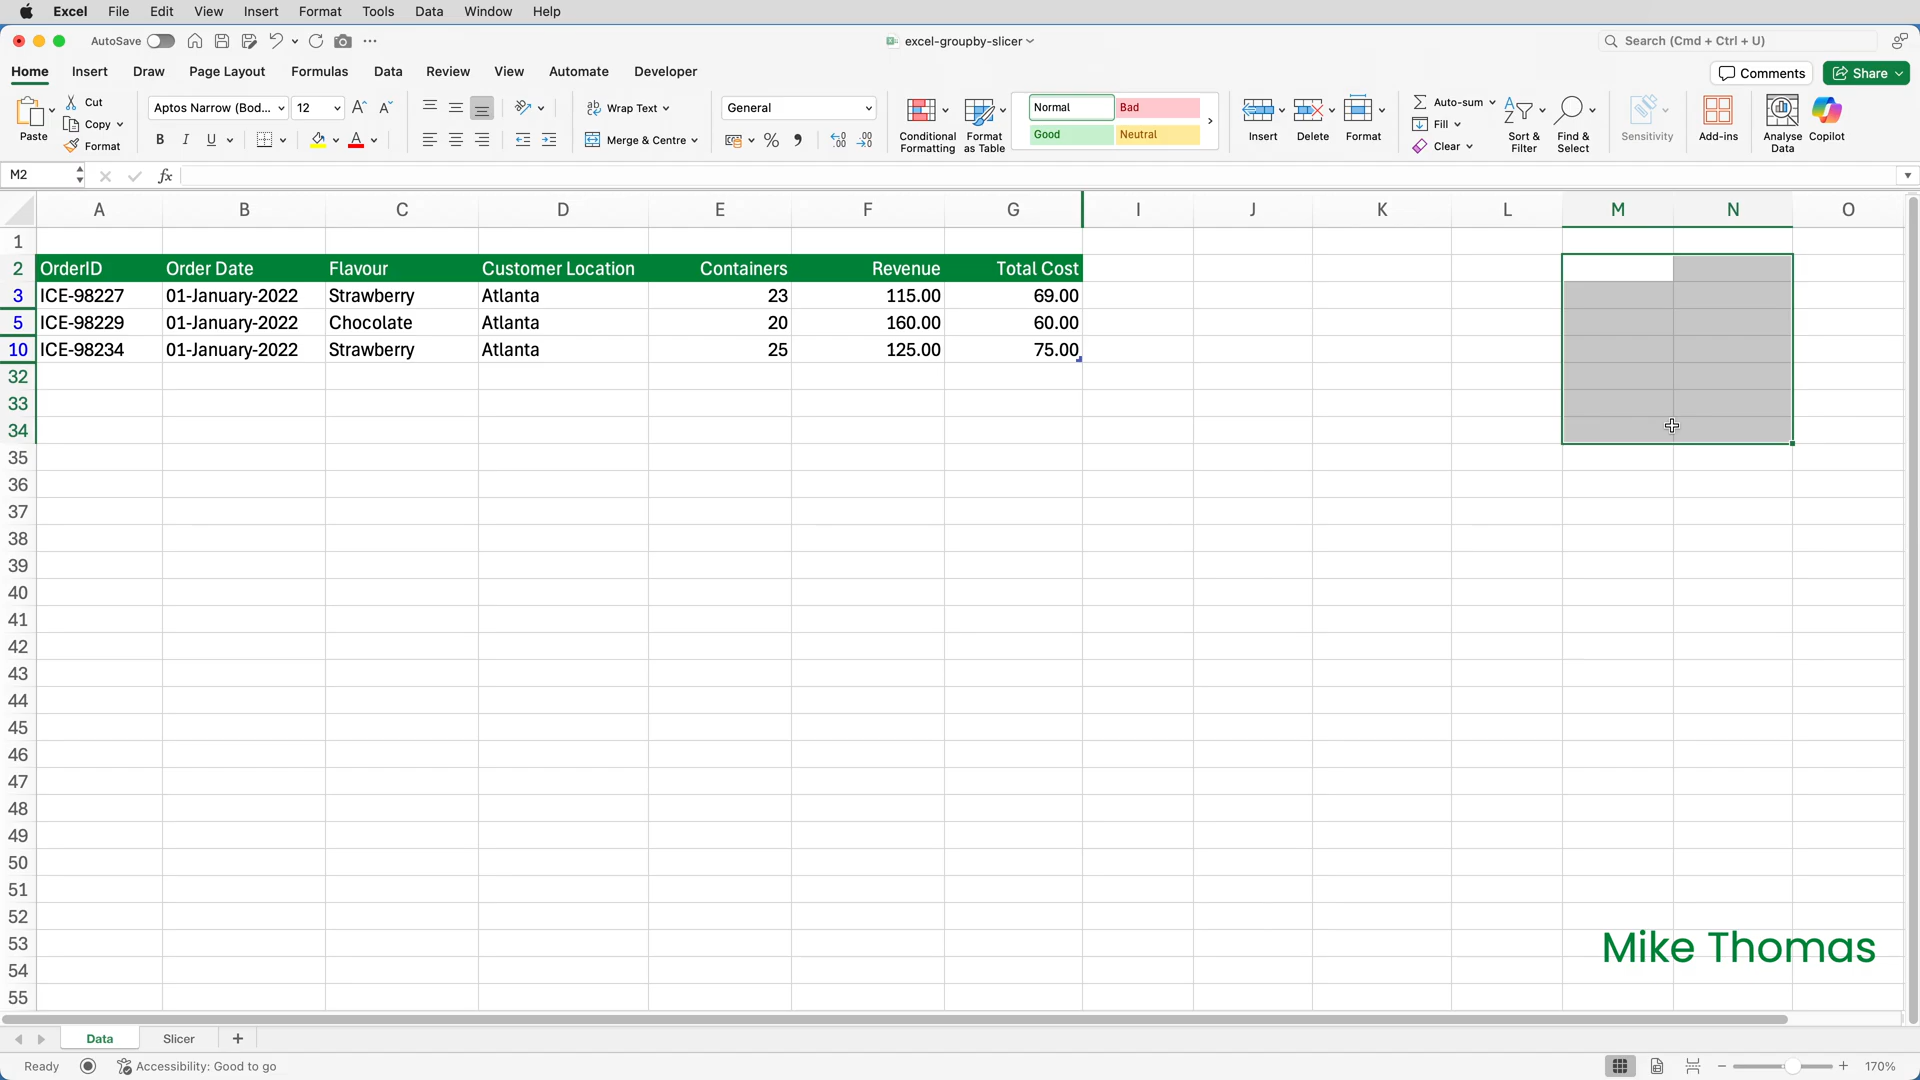 Excel File Edit View Insert Format Tools Data Window Help
AutoSave excel-groupby-slicer Search (Cmd + Ctrl + U)
Home Insert Draw Page Layout Formulas Data Review View Automate Developer Comments Share
Paste Cut Copy Format
Aptos Narrow (Bod... 12
B I U A
Wrap Text
Merge & Centre
General
%
Conditional Formatting
Format as Table
Normal Bad
Good Neutral
Insert Delete Format
Auto-sum
Fill
Clear
Sort & Filter
Find & Select
Sensitivity
Add-ins
Analyse Data
Copilot
M2 fx
A B C D E F G I J K L M N O
1
2 OrderID Order Date Flavour Customer Location Containers Revenue Total Cost
3 ICE-98227 01-January-2022 Strawberry Atlanta 23 115.00 69.00
5 ICE-98229 01-January-2022 Chocolate Atlanta 20 160.00 60.00
10 ICE-98234 01-January-2022 Strawberry Atlanta 25 125.00 75.00
32
33
34
35
36
37
38
39
40
41
42
43
44
45
46
47
48
49
50
51
52
53 Mike Thomas
54
55
Data Slicer +
Ready Accessibility: Good to go 170%